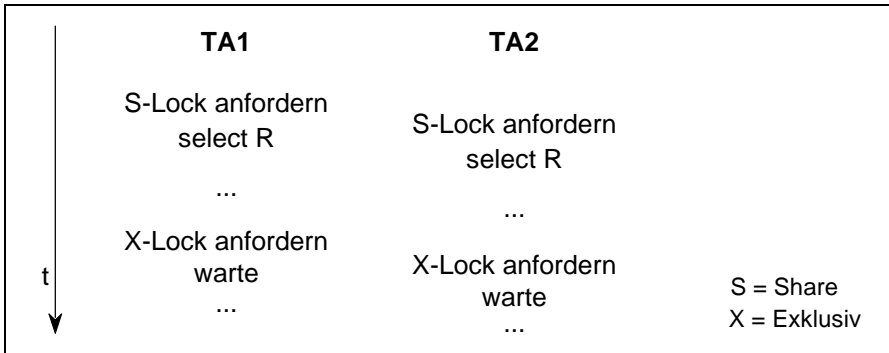 TA1
TA2
S-Lock anfordern
select R
S-Lock anfordern
select R
...
...
X-Lock anfordern
warte
X-Lock anfordern
warte
...
...
t
S = Share
X = Exklusiv